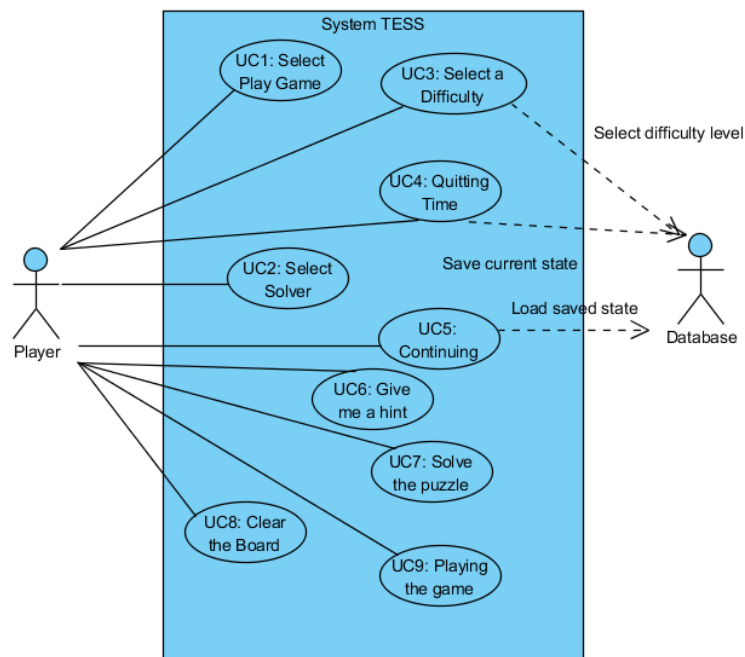 System TESS
UC1: Select
Play Game
UC3: Select a
Difficulty
Select difficulty level
UC4: Quitting
Time
Save current state
UC2: Select
Solver
Load saved state
UC5:
Continuing
Player
Database
UC6: Give
me a hint
UC7: Solve
the puzzle
UC8: Clear
the Board
UC9: Playing
the game